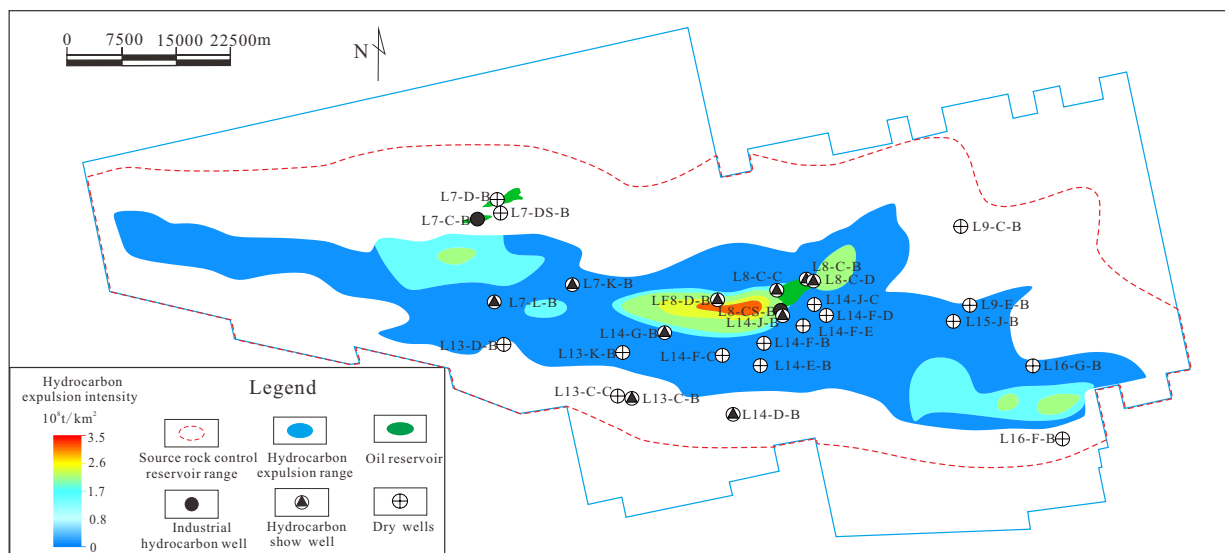 0 7500 15000 22500m
N
L7-D-B
L7-DS-B
L7-C-B
L9-C-B
L8-C-B
L8-C-C
L8-C-D
L7-K-B
L7-L-B
LF8-D-B
L8-CS-B
L14-J-C
L9-E-B
L14-J-B
L14-F-D
L15-J-B
L14-G-B
L14-F-E
L13-D-B
L14-F-B
L13-K-B
L14-F-C
L14-E-B
L16-G-B
L13-C-C
L13-C-B
L14-D-B
L16-F-B
Legend
Hydrocarbon
expulsion intensity
10⁸t/km²
3.5
2.6
1.7
0.8
0
Source rock control
reservoir range
Hydrocarbon
expulsion range
Oil reservoir
Industrial
hydrocarbon well
Hydrocarbon
show well
Dry wells